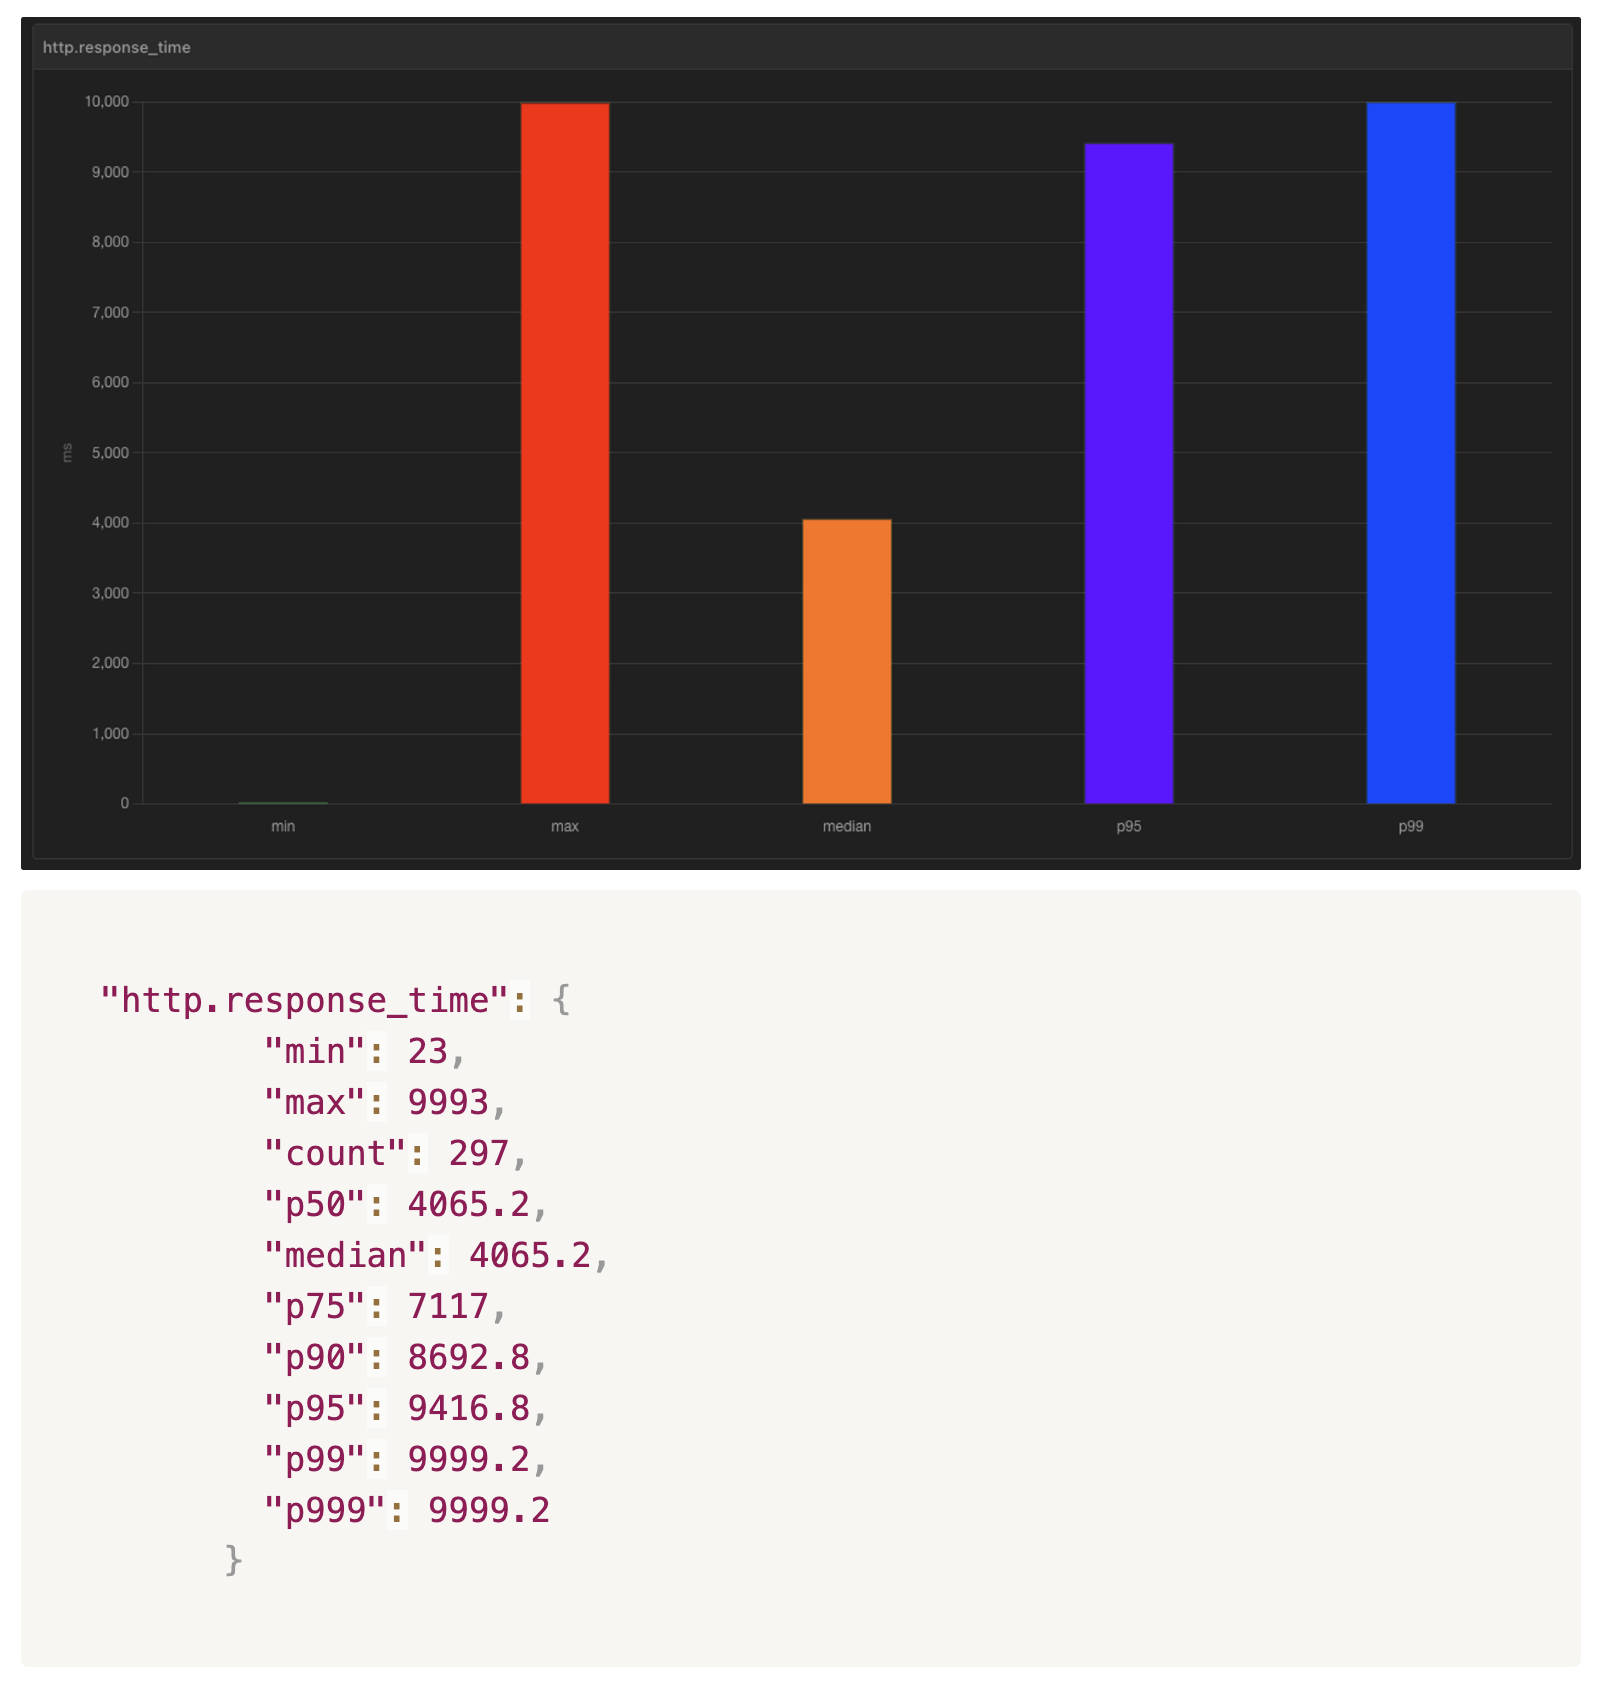 http.response_time
10,000
9,000
8,000
7,000
6,000
5,000
4,000
3,000
2,000
1,000
0
ms
min max median p95 p99
"http.response_time": {
"min": 23,
"max": 9993,
"count": 297,
"p50": 4065.2,
"median": 4065.2,
"p75": 7117,
"p90": 8692.8,
"p95": 9416.8,
"p99": 9999.2,
"p999": 9999.2
}